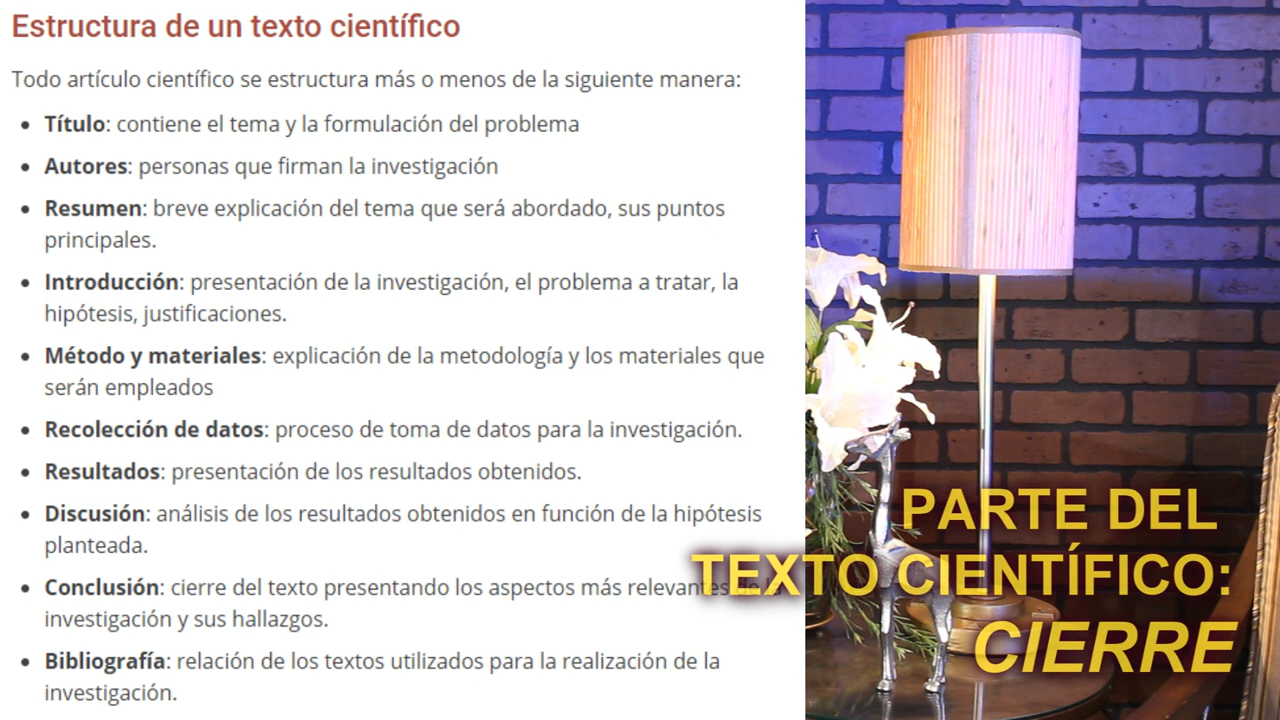 Estructura de un texto científico
Todo artículo científico se estructura más o menos de la siguiente manera:
• Título: contiene el tema y la formulación del problema
• Autores: personas que firman la investigación
• Resumen: breve explicación del tema que será abordado, sus puntos
principales.
• Introducción: presentación de la investigación, el problema a tratar, la
hipótesis, justificaciones.
• Método y materiales: explicación de la metodología y los materiales que
serán empleados
• Recolección de datos: proceso de toma de datos para la investigación.
• Resultados: presentación de los resultados obtenidos.
• Discusión: análisis de los resultados obtenidos en función de la hipótesis
planteada.
• Conclusión: cierre del texto presentando los aspectos más relevantes de la
investigación y sus hallazgos.
• Bibliografía: relación de los textos utilizados para la realización de la
investigación.
PARTE DEL
TEXTO CIENTÍFICO:
CIERRE